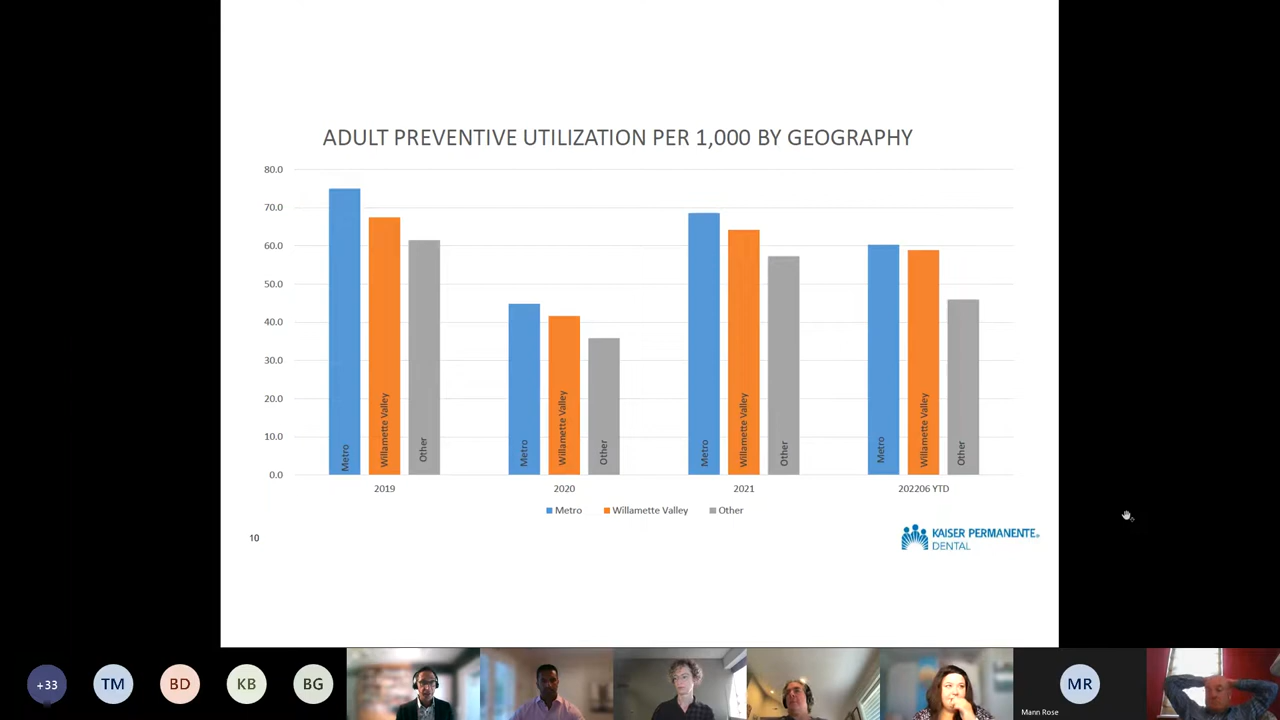 ADULT PREVENTIVE UTILIZATION PER 1,000 BY GEOGRAPHY
80.0
70.0
60.0
50.0
40.0
30.0
20.0
10.0
0.0
Metro
Willamette Valley
Other
Metro
Willamette Valley
Other
Metro
Willamette Valley
Other
Metro
Willamette Valley
Other
2019 2020 2021 202206 YTD
Metro Willamette Valley Other
10
KAISER PERMANENTE®
DENTAL
+33 TM BD KB BG MR
Mann Rose